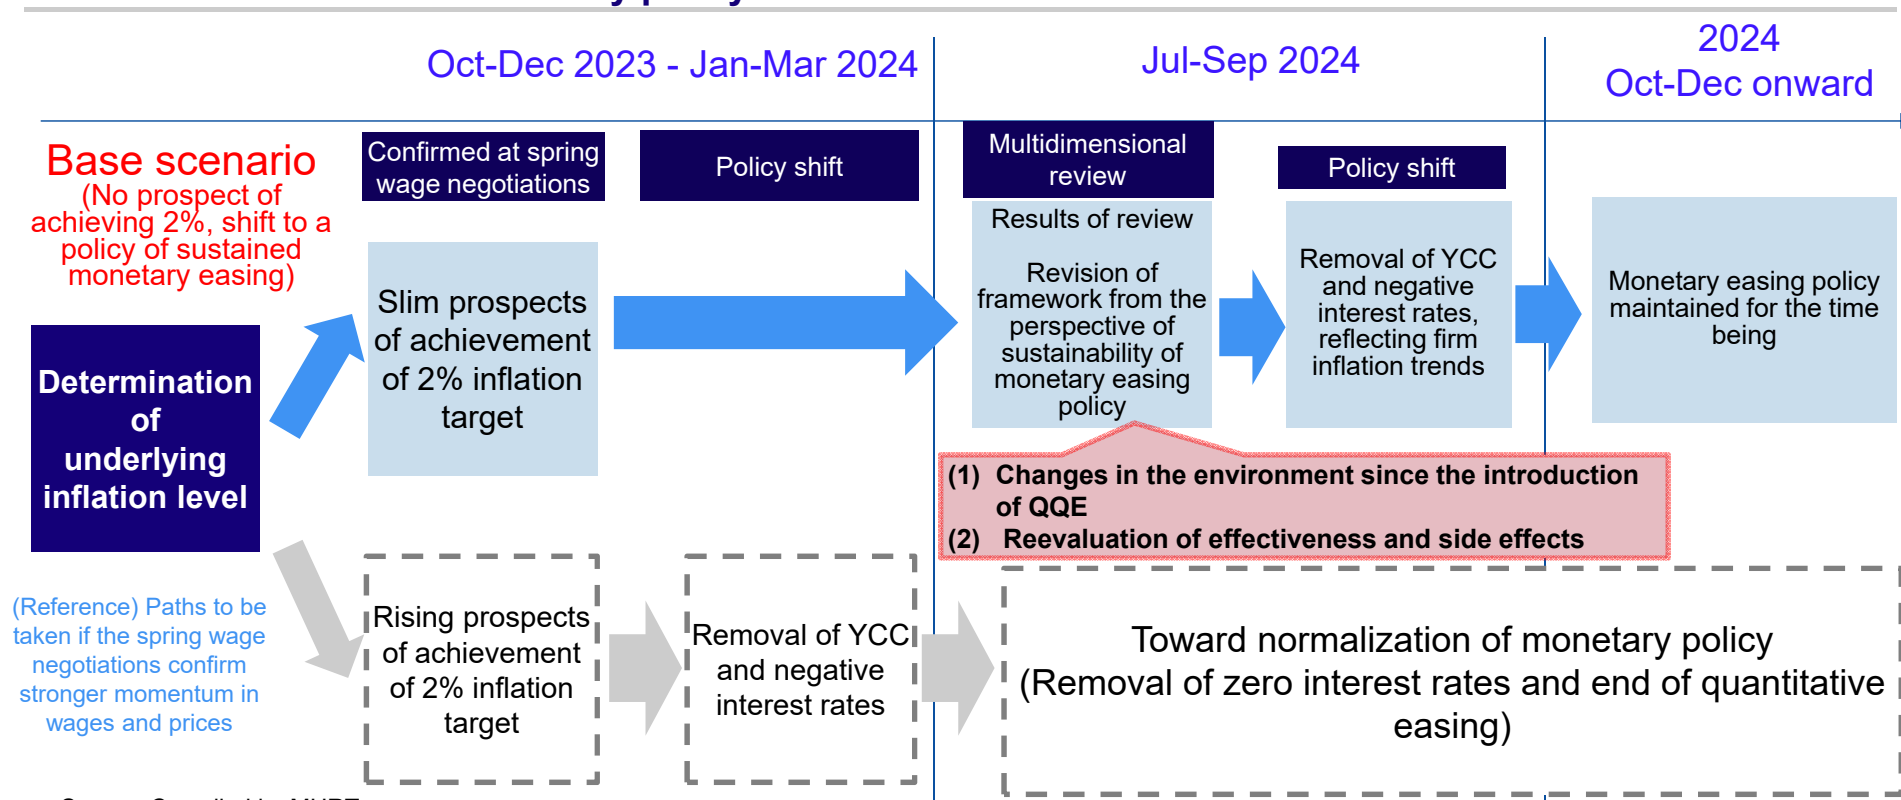 Oct-Dec 2023 - Jan-Mar 2024
Jul-Sep 2024
2024
Oct-Dec onward
Base scenario
(No prospect of
achieving 2%, shift to a
policy of sustained
monetary easing)
Confirmed at spring
wage negotiations
Policy shift
Multidimensional
review
Policy shift
Determination
of
underlying
inflation level
Slim prospects
of achievement
of 2% inflation
target
Results of review
Revision of
framework from the
perspective of
sustainability of
monetary easing
policy
Removal of YCC
and negative
interest rates,
reflecting firm
inflation trends
Monetary easing policy
maintained for the time
being
(1) Changes in the environment since the introduction
of QQE
(2) Reevaluation of effectiveness and side effects
(Reference) Paths to be
taken if the spring wage
negotiations confirm
stronger momentum in
wages and prices
Rising prospects
of achievement
of 2% inflation
target
Removal of YCC
and negative
interest rates
Toward normalization of monetary policy
(Removal of zero interest rates and end of quantitative
easing)